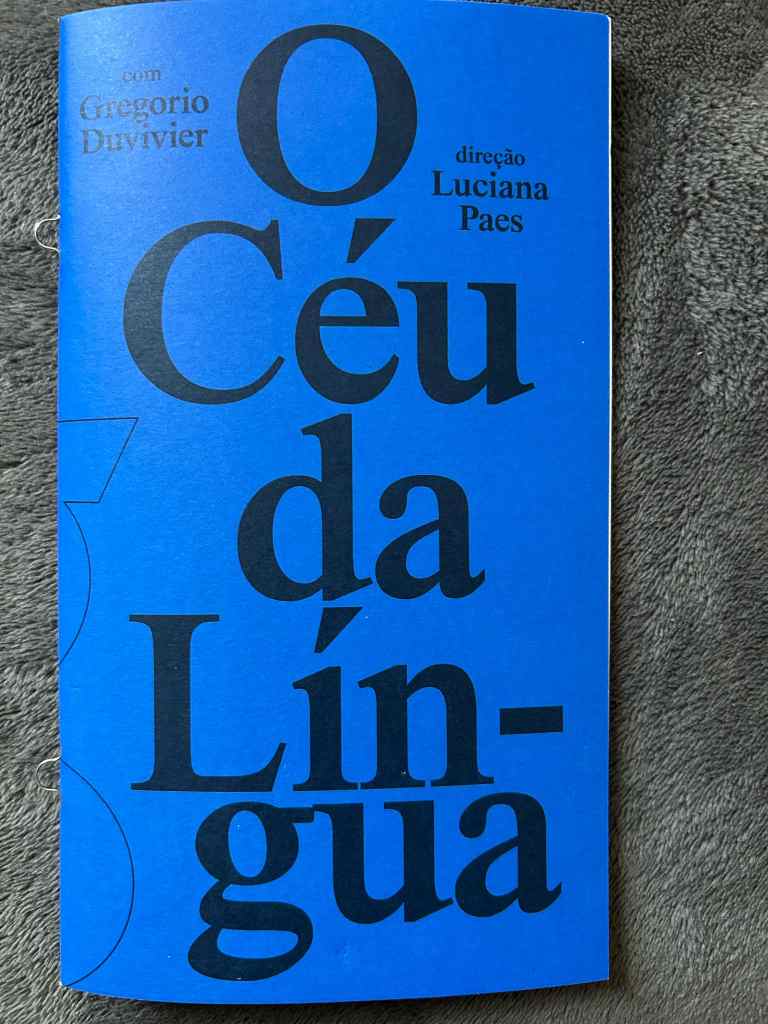 com
Gregorio
Duvivier
O
direção
Luciana
Paes
Céu
da
Lín-
gua